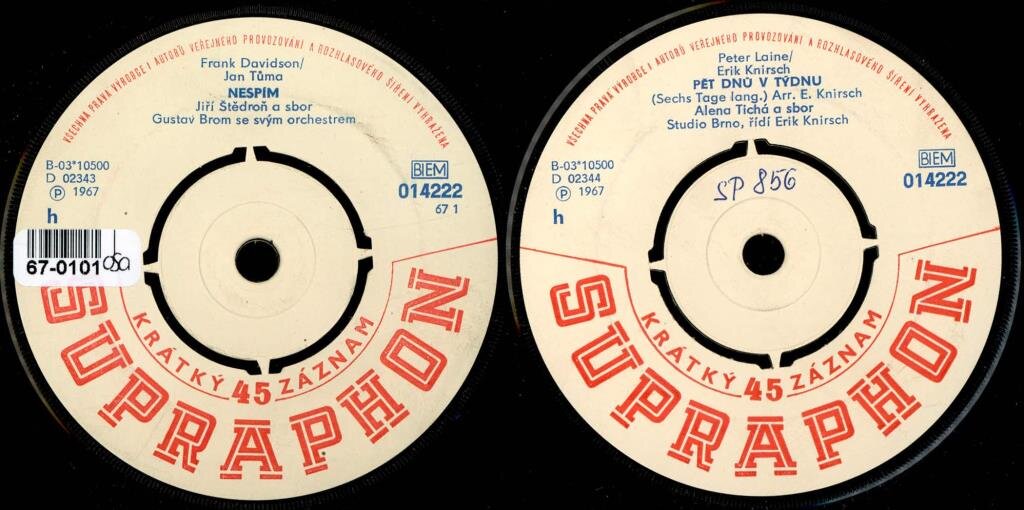 VŠECHNA PRÁVA VÝROBCE I AUTORŮ VEŘEJNÉHO PROVOZOVÁNÍ A ROZHLASOVÉHO ŠÍŘENÍ VYHRAŽENA
Frank Davidson/
Jan Tůma
NESPÍM
Jiří Štědroň a sbor
Gustav Brom se svým orchestrem
B-03*10500
D 02343
Ⓟ 1967
h
BIEM
014222
67 1
67-0101
KRÁTKÝ 45 ZÁZNAM
SUPRAPHON
VŠECHNA PRÁVA VÝROBCE I AUTORŮ VEŘEJNÉHO PROVOZOVÁNÍ A ROZHLASOVÉHO ŠÍŘENÍ VYHRAŽENA
Peter Laine/
Erik Knirsch
PĚT DNŮ V TÝDNU
(Sechs Tage lang.) Arr. E. Knirsch
Alena Tichá a sbor
Studio Brno, řídí Erik Knirsch
B-03*10500
D 02344
Ⓟ 1967
h
BIEM
014222
SP 856
KRÁTKÝ 45 ZÁZNAM
SUPRAPHON